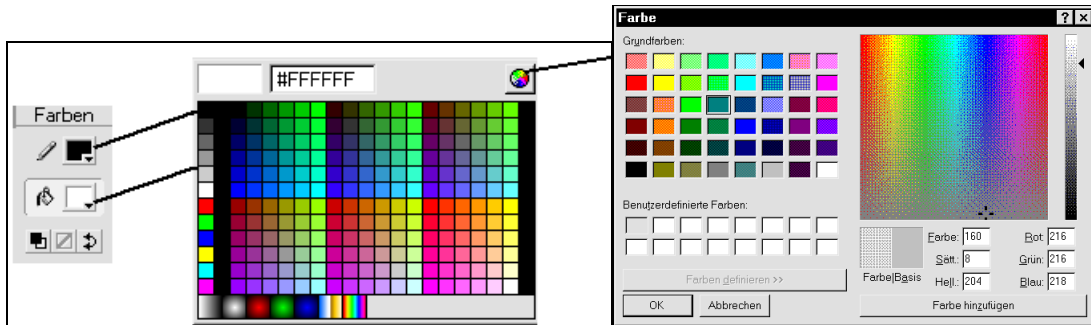 Farben
#FFFFFF
Farbe
? ×
Grundfarben:
Benutzerdefinierte Farben:
Farben definieren >>
OK
Abbrechen
Farbe|Basis
Farbe: 160
Sätt.: 8
Hell.: 204
Rot: 216
Grün: 216
Blau: 218
Farbe hinzufügen